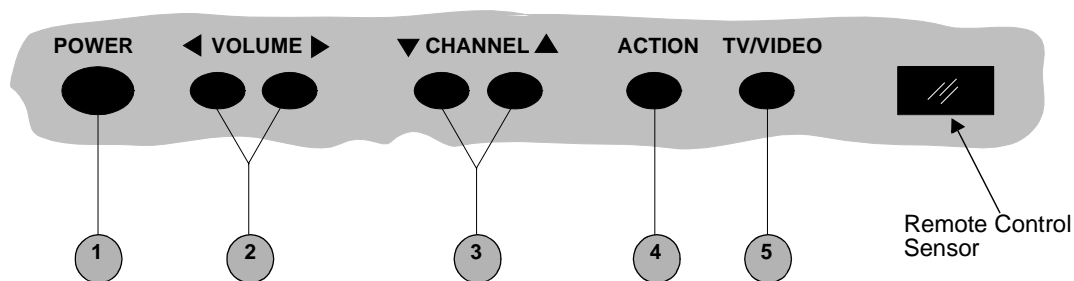 POWER ◀ VOLUME ▶ ▼ CHANNEL ▲ ACTION TV/VIDEO
1 2 3 4 5
Remote Control
Sensor